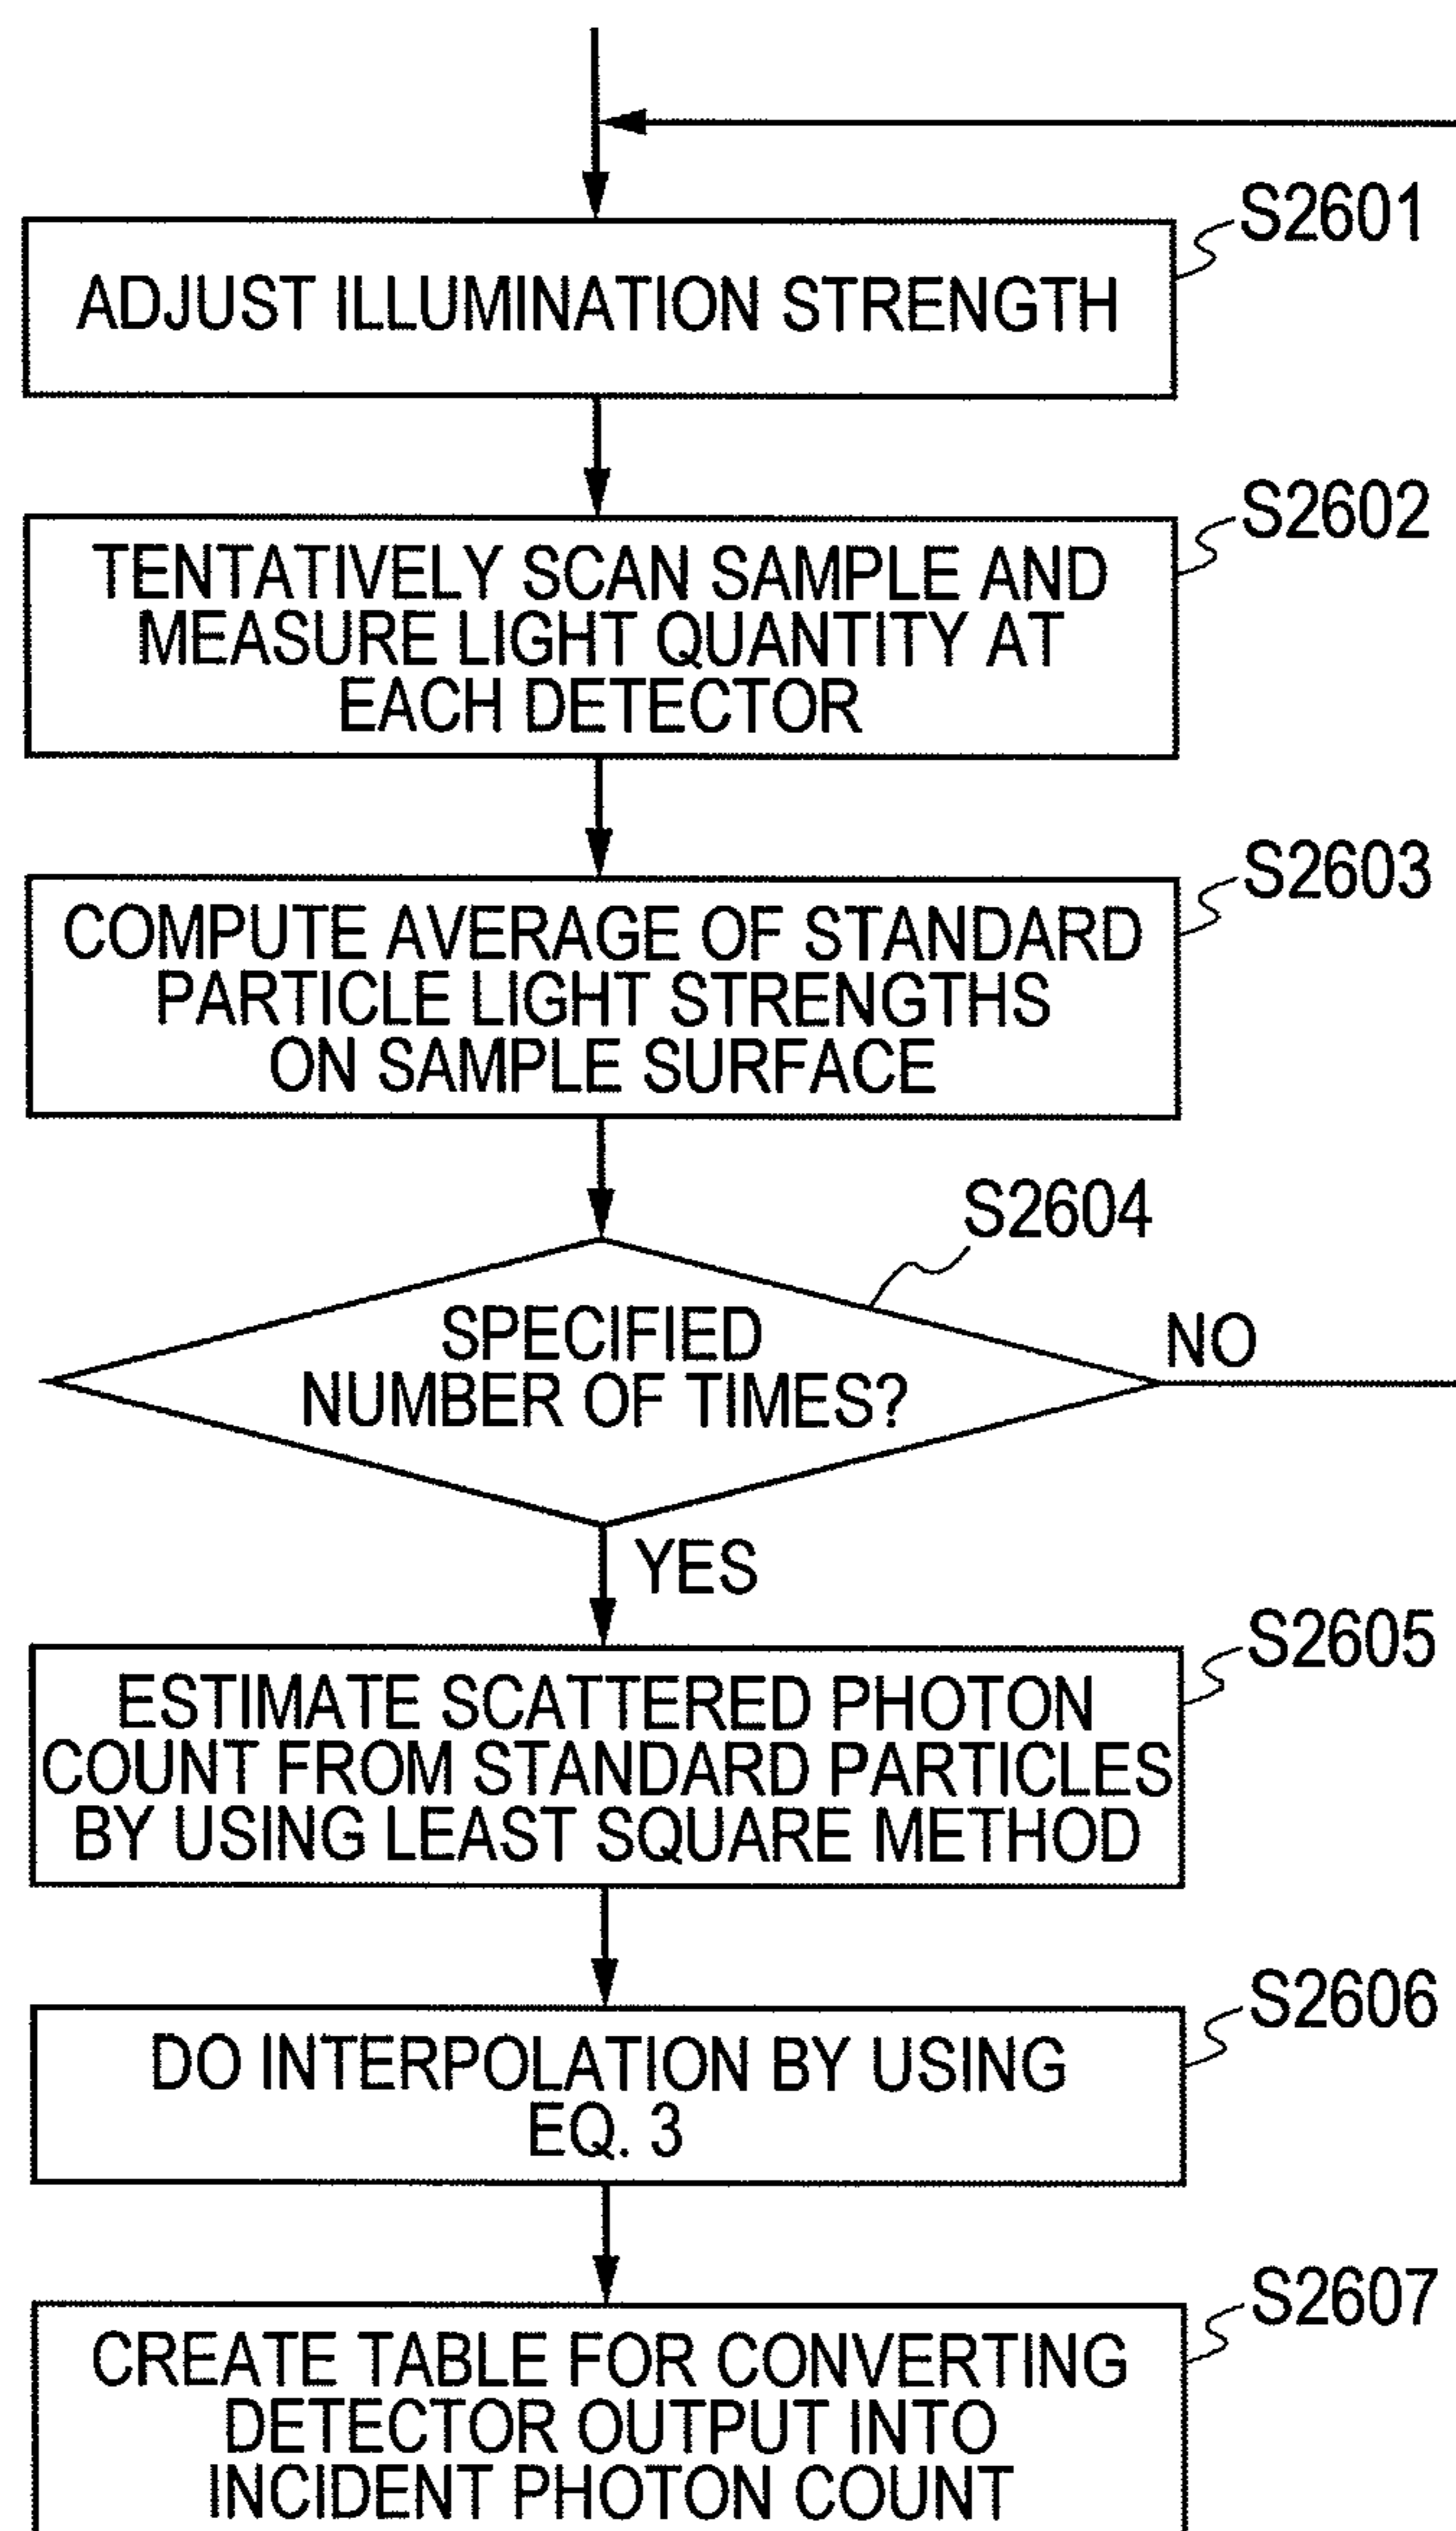 S2601
ADJUST ILLUMINATION STRENGTH
S2602
TENTATIVELY SCAN SAMPLE AND
MEASURE LIGHT QUANTITY AT
EACH DETECTOR
S2603
COMPUTE AVERAGE OF STANDARD
PARTICLE LIGHT STRENGTHS
ON SAMPLE SURFACE
S2604
SPECIFIED
NUMBER OF TIMES?
NO
YES
S2605
ESTIMATE SCATTERED PHOTON
COUNT FROM STANDARD PARTICLES
BY USING LEAST SQUARE METHOD
S2606
DO INTERPOLATION BY USING
EQ. 3
S2607
CREATE TABLE FOR CONVERTING
DETECTOR OUTPUT INTO
INCIDENT PHOTON COUNT